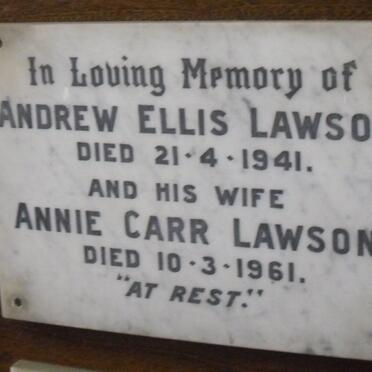 In Loving Memory of
ANDREW ELLIS LAWSO
DIED 21·4·1941.
AND HIS WIFE
ANNIE CARR LAWSON
DIED 10·3·1961.
"AT REST."